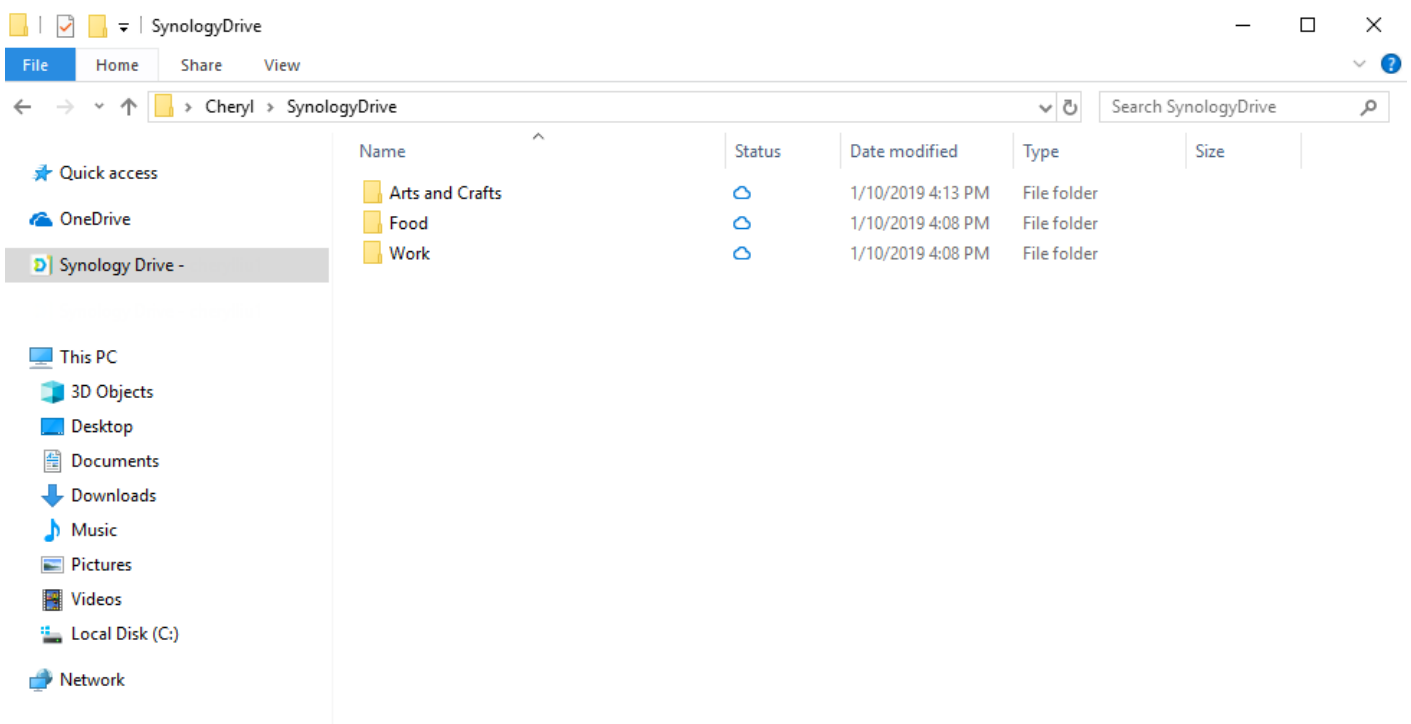 SynologyDrive
File Home Share View
Cheryl SynologyDrive Search SynologyDrive
Name Status Date modified Type Size
Quick access
OneDrive
Synology Drive -
This PC
3D Objects
Desktop
Documents
Downloads
Music
Pictures
Videos
Local Disk (C:)
Network
Arts and Crafts 1/10/2019 4:13 PM File folder
Food 1/10/2019 4:08 PM File folder
Work 1/10/2019 4:08 PM File folder